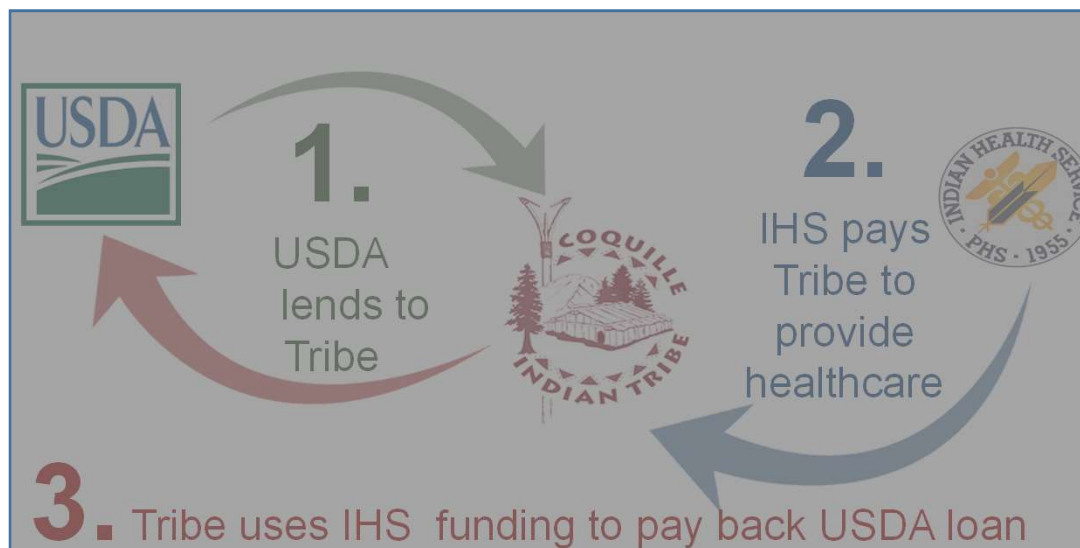 USDA
1.
USDA
lends to
Tribe
COQUILLE
INDIAN TRIBE
2.
IHS pays
Tribe to
provide
healthcare
INDIAN HEALTH SERVICE
PHS · 1955
3. Tribe uses IHS funding to pay back USDA loan